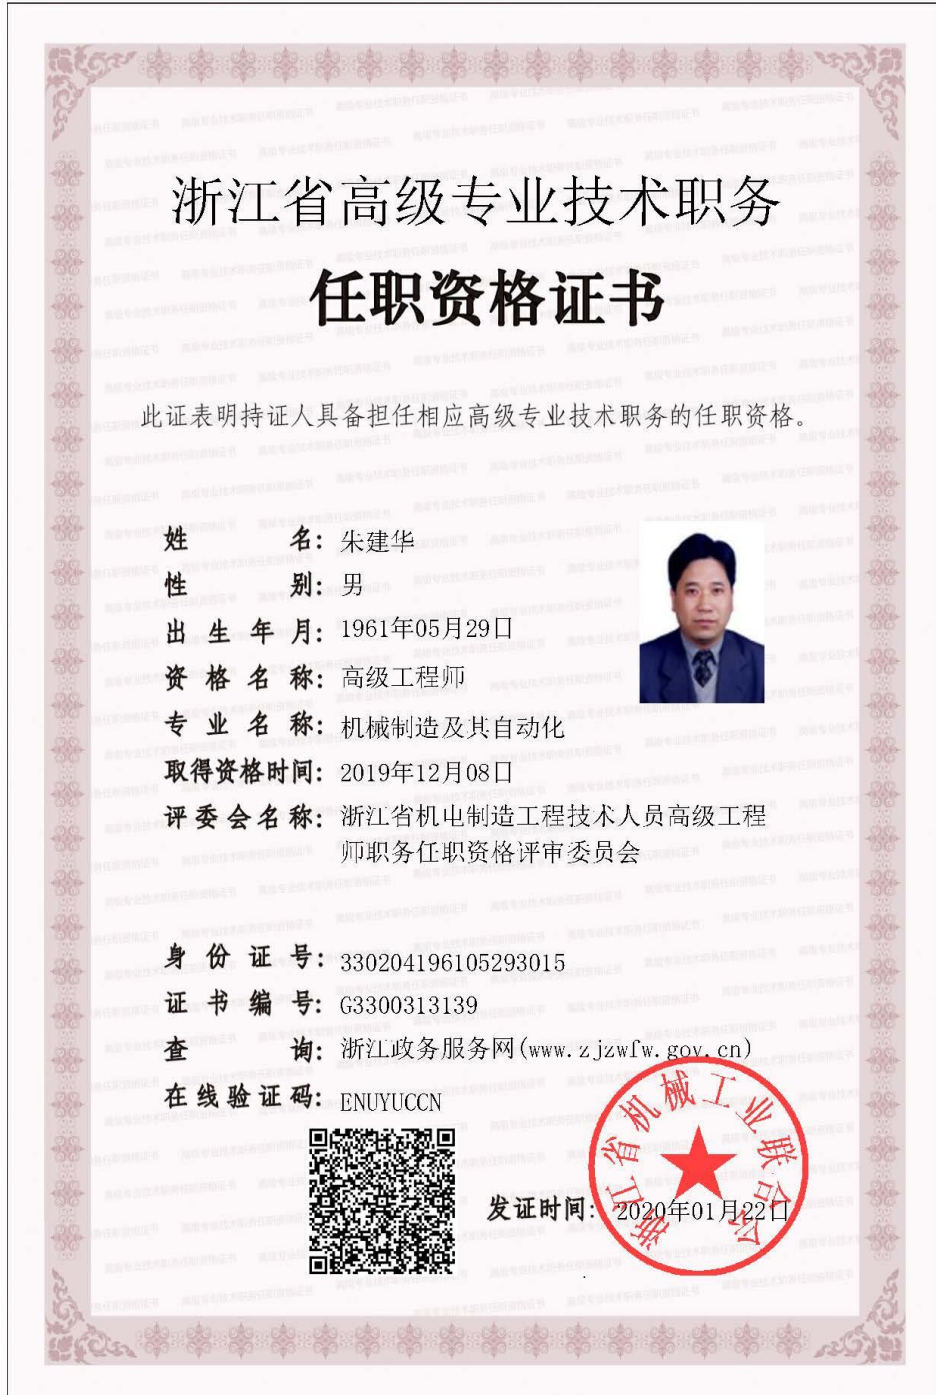 浙江省高级专业技术职务
任职资格证书
此证表明持证人具备担任相应高级专业技术职务的任职资格。
姓名：朱建华
性别：男
出生年月：1961年05月29日
资格名称：高级工程师
专业名称：机械制造及其自动化
取得资格时间：2019年12月08日
评委会名称：浙江省机电制造工程技术人员高级工程
师职务任职资格评审委员会
身份证号：330204196105293015
证书编号：G3300313139
查询：浙江政务服务网(www.zjzwfw.gov.cn)
在线验证码：ENUYUCCN
浙江省机械工业联合会
发证时间：2020年01月22日